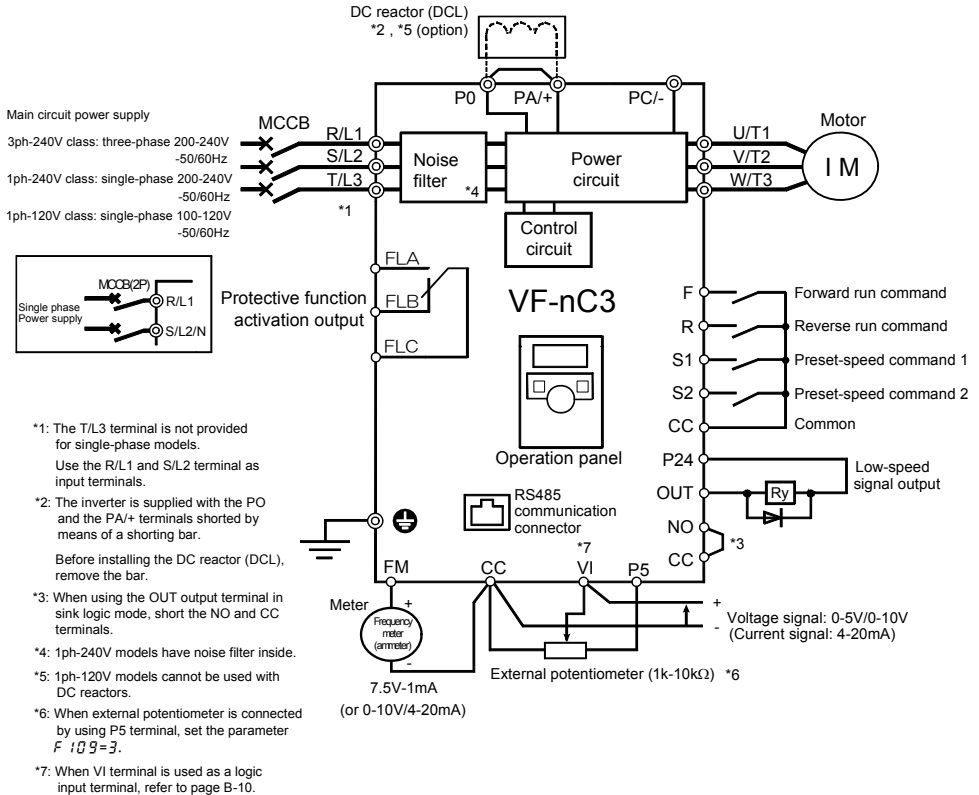 DC reactor (DCL)
*2 , *5 (option)
P0
PA/+
PC/-
Main circuit power supply
3ph-240V class: three-phase 200-240V
-50/60Hz
1ph-240V class: single-phase 200-240V
-50/60Hz
1ph-120V class: single-phase 100-120V
-50/60Hz
MCCB
R/L1
S/L2
T/L3
*1
Noise
filter
*4
Power
circuit
Control
circuit
U/T1
V/T2
W/T3
Motor
I M
MCCB(2P)
R/L1
Single phase
Power supply
S/L2/N
Protective function
activation output
FLA
FLB
FLC
VF-nC3
Operation panel
RS485
communication
connector
F
Forward run command
R
Reverse run command
S1
Preset-speed command 1
S2
Preset-speed command 2
CC
Common
P24
OUT
Ry
Low-speed
signal output
NO
CC
*3
FM
CC
*7
VI
P5
Meter
+
Frequency
meter
(ammeter)
-
7.5V-1mA
(or 0-10V/4-20mA)
+
-
Voltage signal: 0-5V/0-10V
(Current signal: 4-20mA)
External potentiometer (1k-10kΩ) *6
*1: The T/L3 terminal is not provided
for single-phase models.
Use the R/L1 and S/L2 terminal as
input terminals.
*2: The inverter is supplied with the PO
and the PA/+ terminals shorted by
means of a shorting bar.
Before installing the DC reactor (DCL),
remove the bar.
*3: When using the OUT output terminal in
sink logic mode, short the NO and CC
terminals.
*4: 1ph-240V models have noise filter inside.
*5: 1ph-120V models cannot be used with
DC reactors.
*6: When external potentiometer is connected
by using P5 terminal, set the parameter
F 109=3.
*7: When VI terminal is used as a logic
input terminal, refer to page B-10.